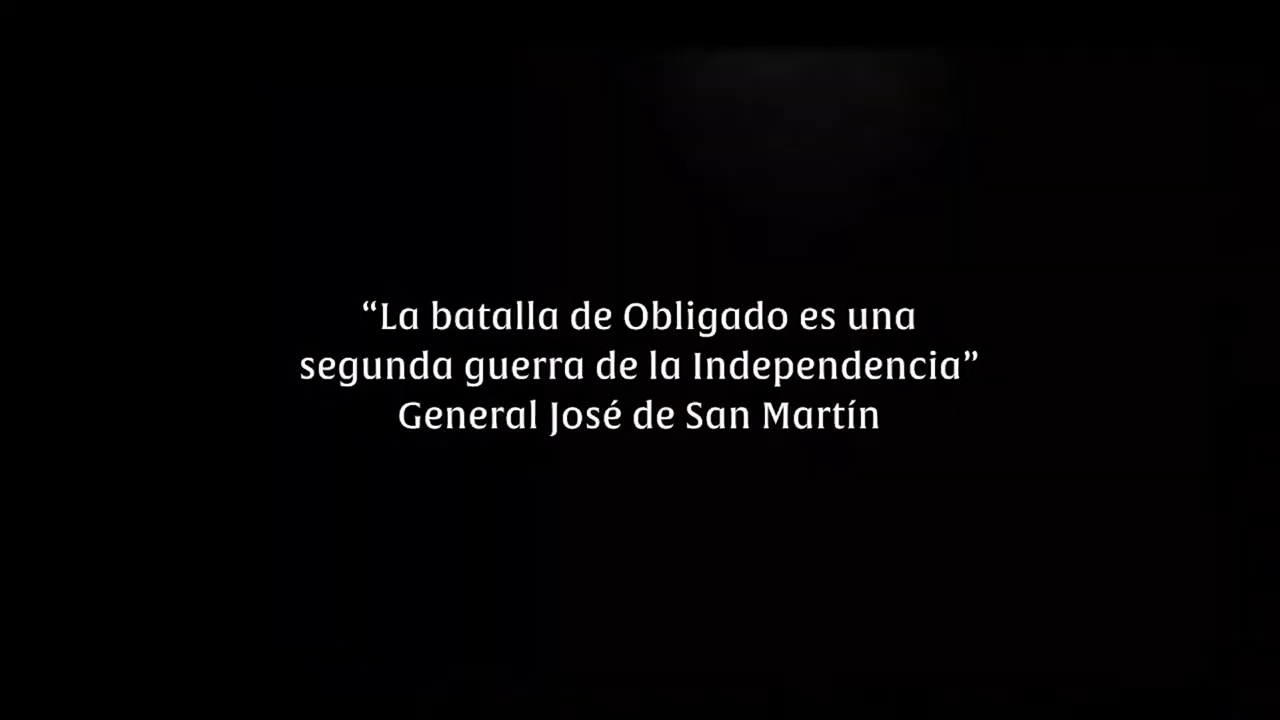 “La batalla de Obligado es una
segunda guerra de la Independencia”
General José de San Martín